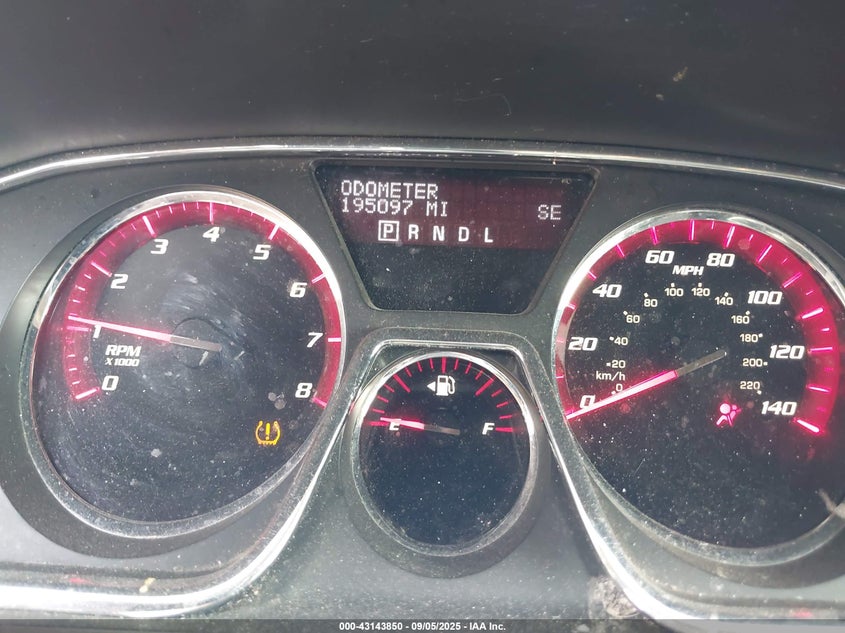 ODOMETER
195097 MI SE
P R N D L
0 1 2 3 4 5 6 7 8
RPM
X1000
E F
0 20 40 60 80 100 120 140
MPH
0 20 40 60 80 100 120 140 160 180 200 220
km/h
000-43143850 - 09/05/2025 - IAA Inc.